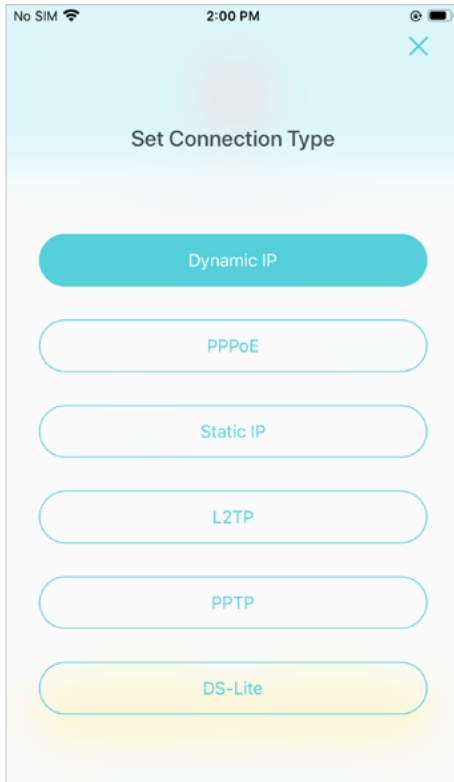 No SIM 2:00 PM
Set Connection Type
Dynamic IP
PPPoE
Static IP
L2TP
PPTP
DS-Lite